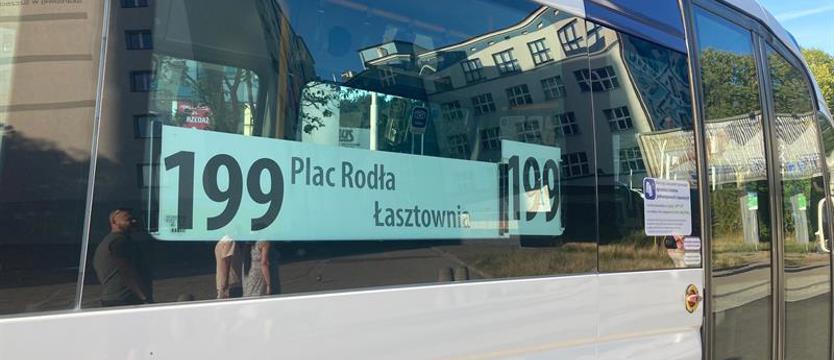 199 Plac Rodła
Łasztownia
199